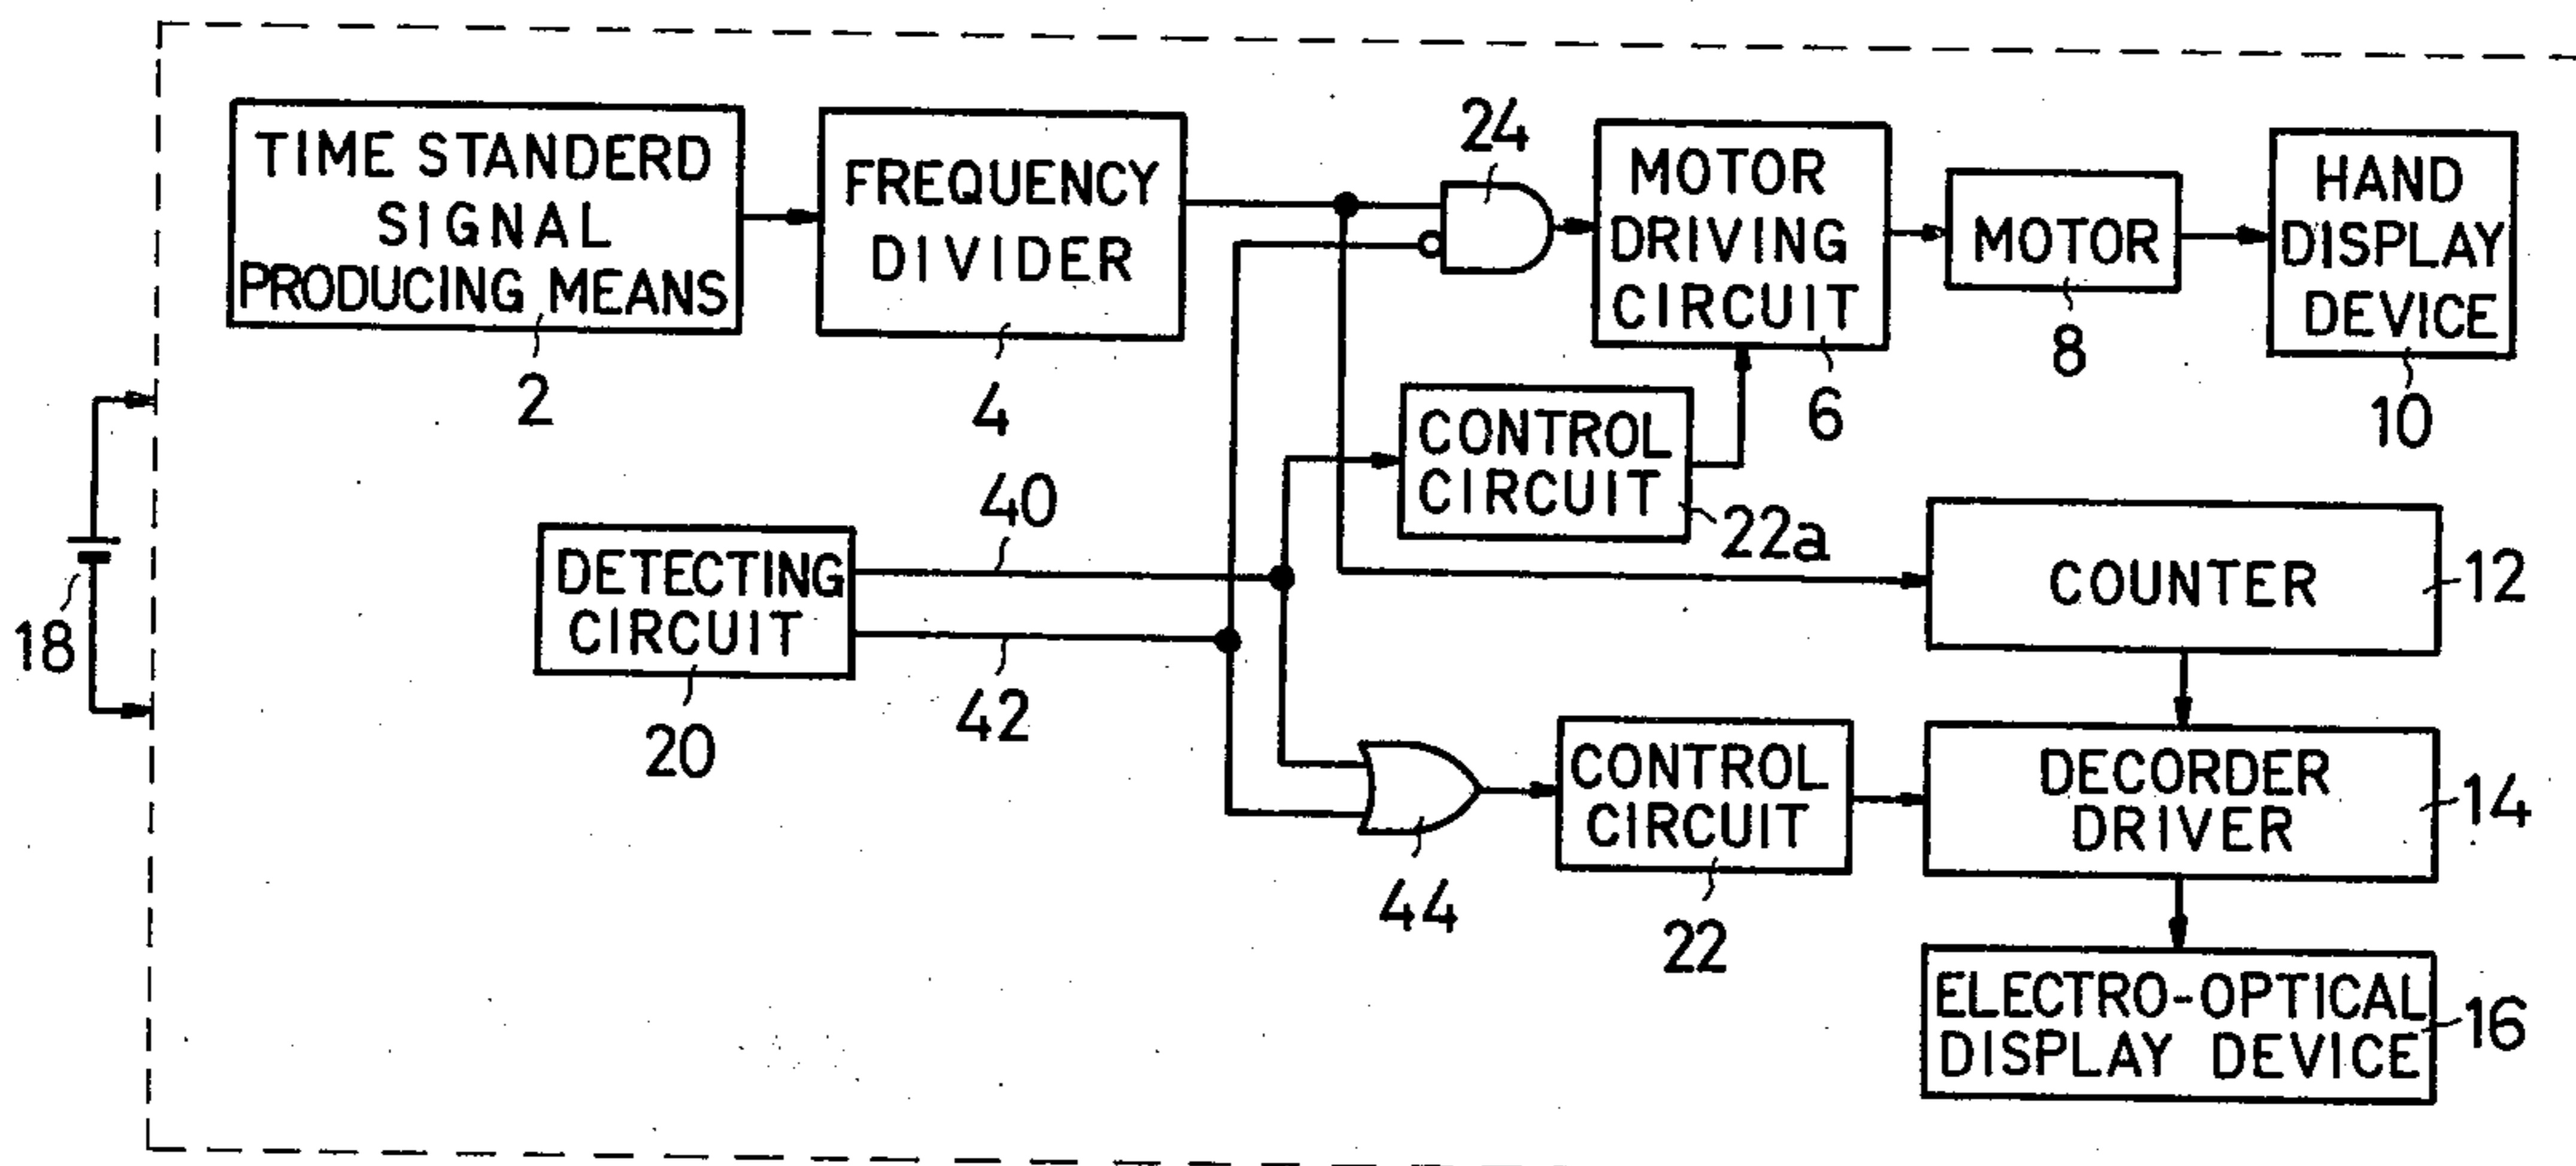 TIME STANDERD
SIGNAL
PRODUCING MEANS
2
FREQUENCY
DIVIDER
4
24
MOTOR
DRIVING
CIRCUIT
6
MOTOR
8
HAND
DISPLAY
DEVICE
10
CONTROL
CIRCUIT
22a
18
DETECTING
CIRCUIT
20
40
42
COUNTER
12
44
CONTROL
CIRCUIT
22
DECORDER
DRIVER
14
ELECTRO-OPTICAL
DISPLAY DEVICE
16